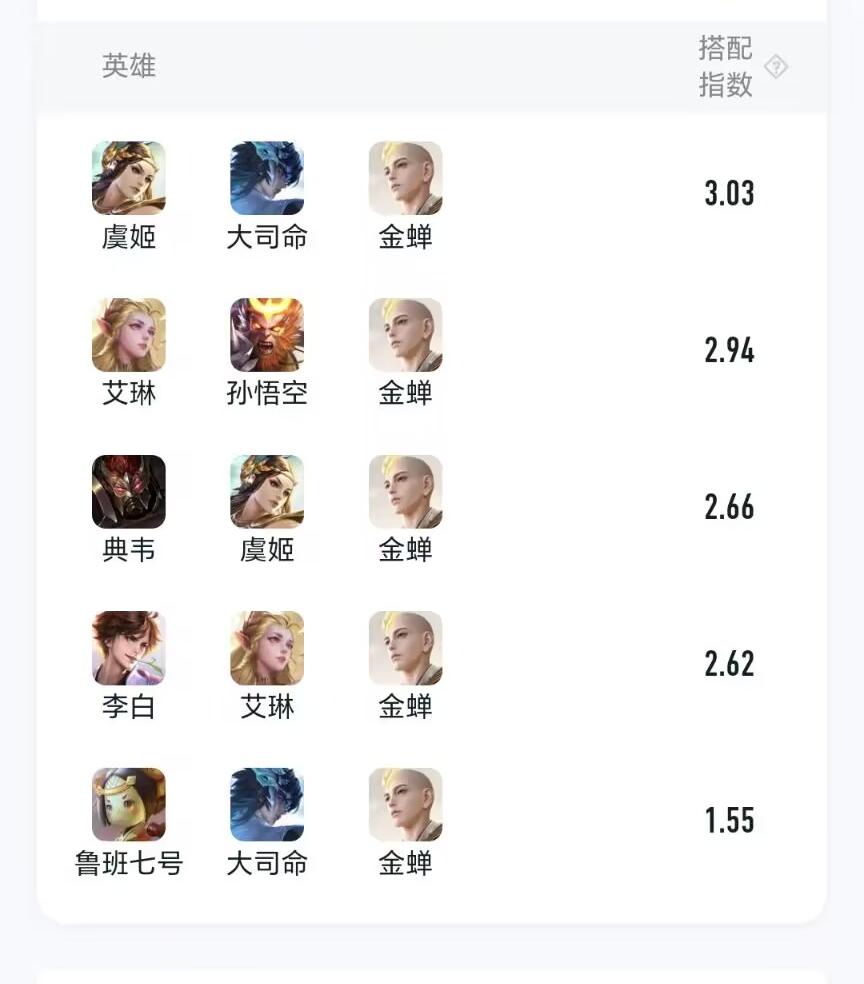 英雄
搭配
指数
?
虞姬 大司命 金蝉
3.03
艾琳 孙悟空 金蝉
2.94
典韦 虞姬 金蝉
2.66
李白 艾琳 金蝉
2.62
鲁班七号 大司命 金蝉
1.55